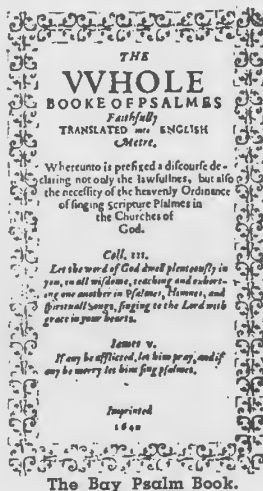 THE
VVHOLE
BOOKE OF PSALMES
Faithfully
TRANSLATED into ENGLISH
Metre.
Whereunto is prefixed a discourse de-
claring not only the lawfullnes, but also
the necessity of the heavenly Ordinance
of singing Scripture Psalmes in
the Churches of
God.
Coll. III.
Let the word of God dwell plenteously in
you, in all wisdome, teaching and exhort-
ing one another in Psalmes, Himnes, and
spirituall Songs, singing to the Lord with
grace in your hearts.
Iames v.
If any be afflicted, let him pray, and if
any be merry let him sing psalmes.
Imprinted
1640
The Bay Psalm Book.